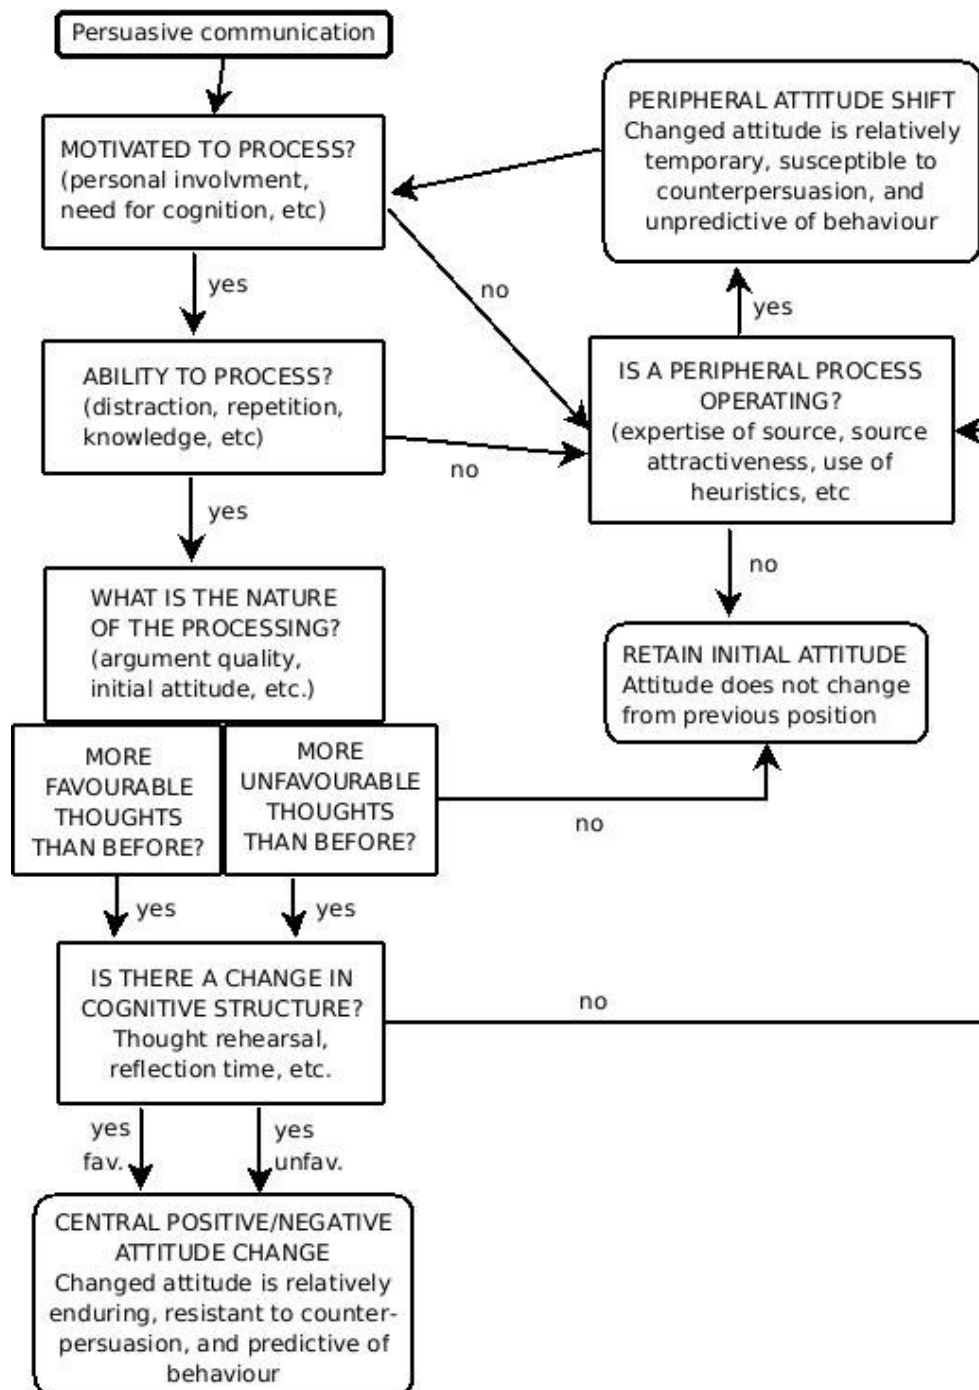 Persuasive communication
MOTIVATED TO PROCESS?
(personal involvment,
need for cognition, etc)
yes
no
ABILITY TO PROCESS?
(distraction, repetition,
knowledge, etc)
yes
no
WHAT IS THE NATURE
OF THE PROCESSING?
(argument quality,
initial attitude, etc.)
MORE
FAVOURABLE
THOUGHTS
THAN BEFORE?
MORE
UNFAVOURABLE
THOUGHTS
THAN BEFORE?
no
yes
yes
IS THERE A CHANGE IN
COGNITIVE STRUCTURE?
Thought rehearsal,
reflection time, etc.
no
yes
fav.
yes
unfav.
CENTRAL POSITIVE/NEGATIVE
ATTITUDE CHANGE
Changed attitude is relatively
enduring, resistant to counter-
persuasion, and predictive of
behaviour
PERIPHERAL ATTITUDE SHIFT
Changed attitude is relatively
temporary, susceptible to
counterpersuasion, and
unpredictive of behaviour
yes
IS A PERIPHERAL PROCESS
OPERATING?
(expertise of source, source
attractiveness, use of
heuristics, etc
no
RETAIN INITIAL ATTITUDE
Attitude does not change
from previous position